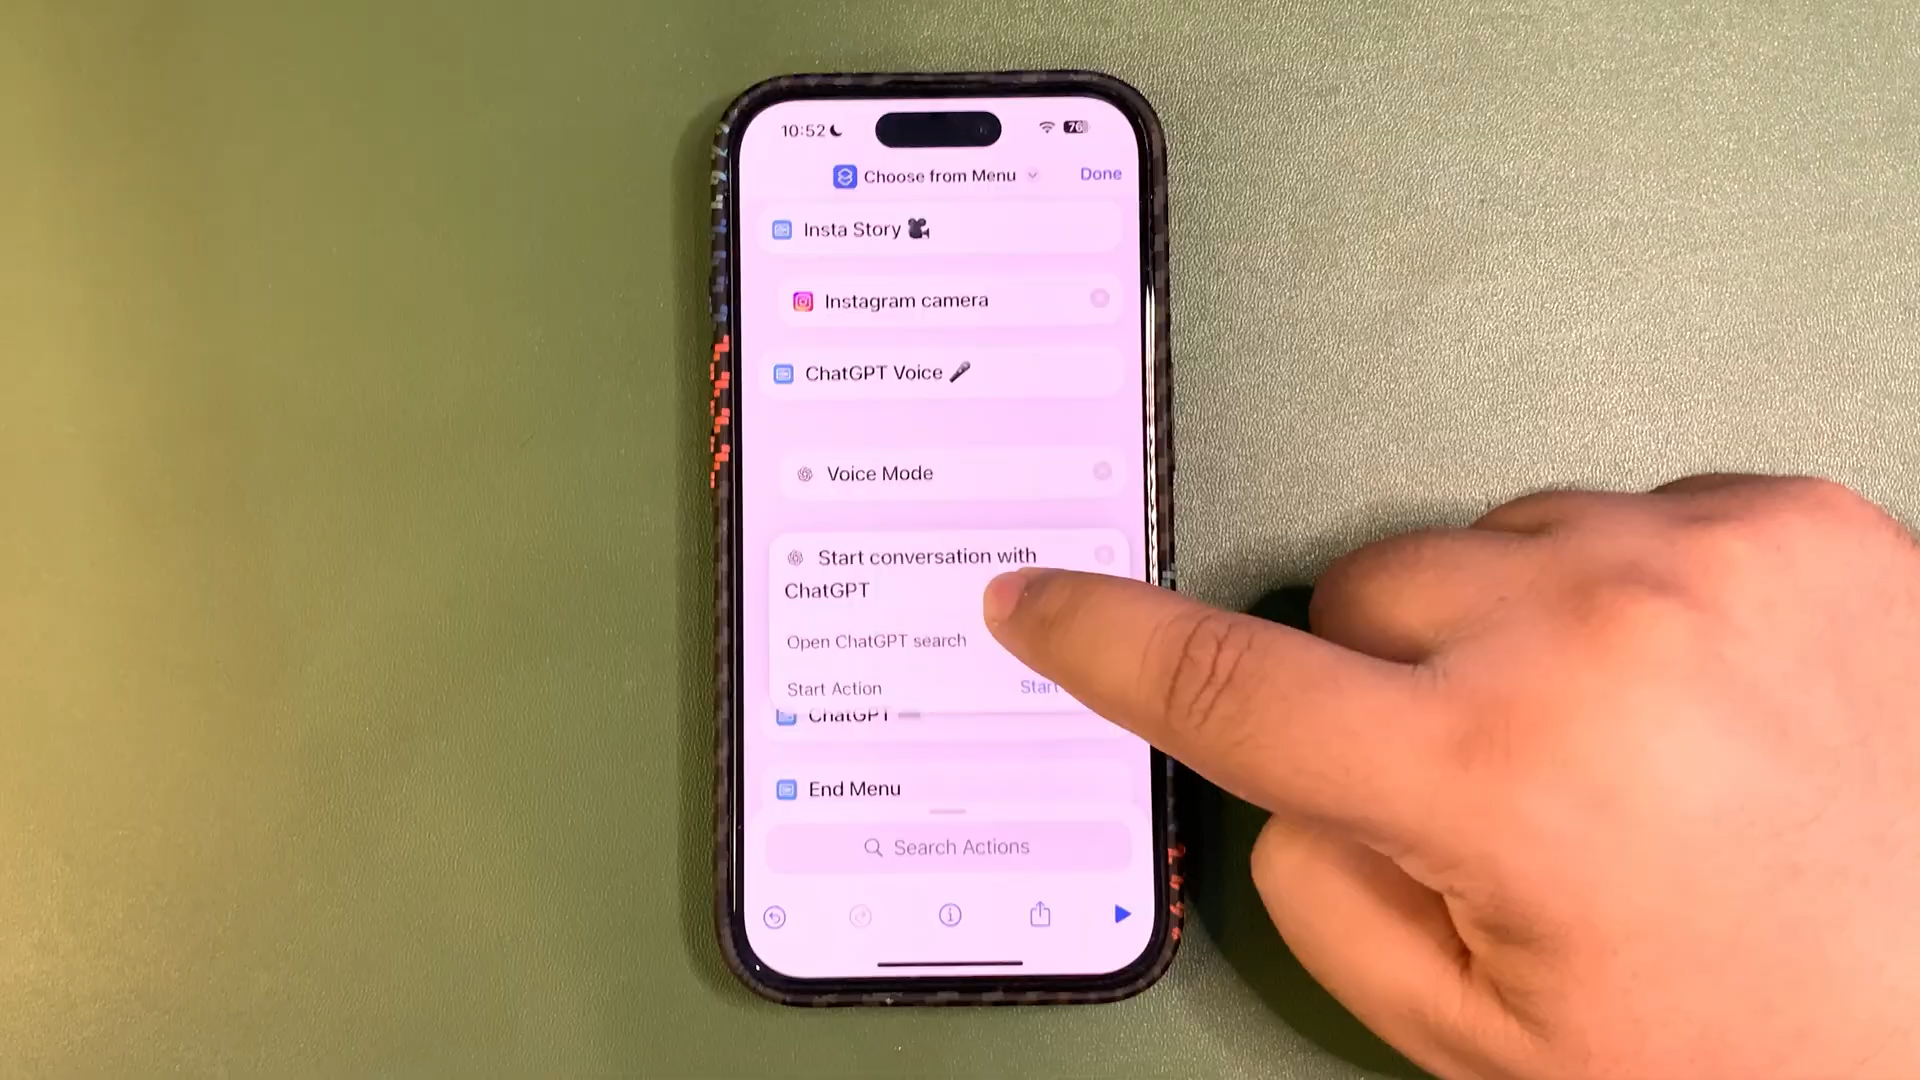 10:52
76
Choose from Menu
Done
Insta Story
Instagram camera
ChatGPT Voice
Voice Mode
Start conversation with
ChatGPT
Open ChatGPT search
Start Action
Start
ChatGPT
End Menu
Search Actions